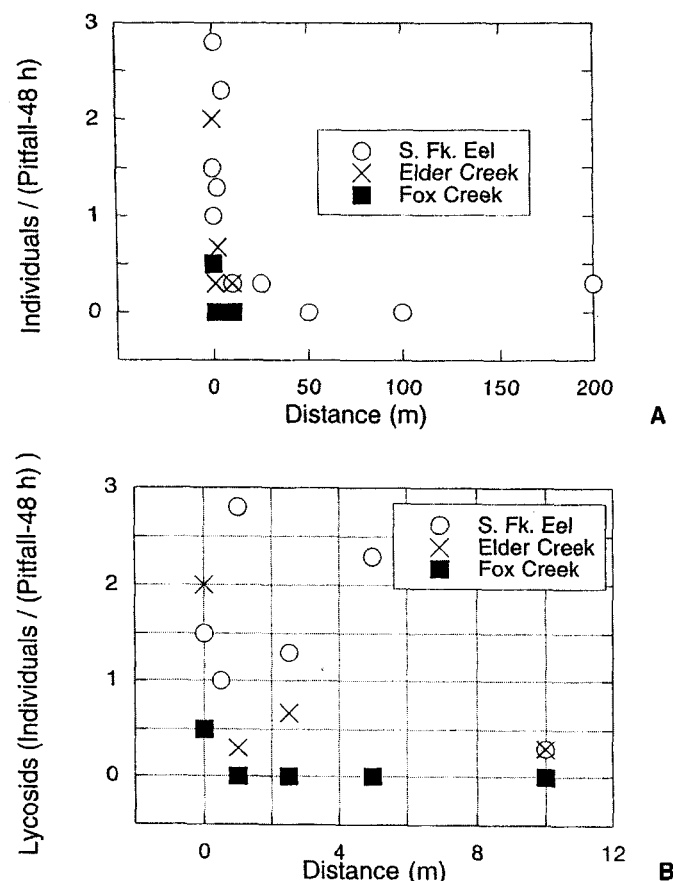 Individuals / (Pitfall-48 h)
3
2
1
0
S. Fk. Eel
Elder Creek
Fox Creek
0 50 100 150 200
Distance (m)
A
Lycosids (Individuals / (Pitfall-48 h) )
3
2
1
0
S. Fk. Eel
Elder Creek
Fox Creek
0 4 8 12
Distance (m)
B